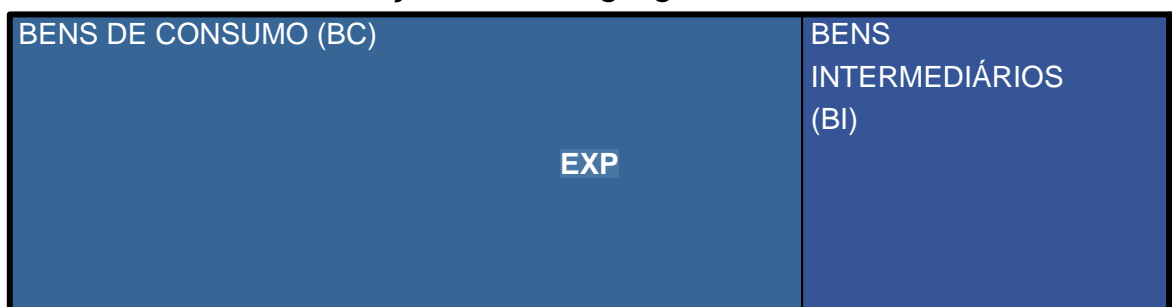 BENS DE CONSUMO (BC)
BENS
INTERMEDIÁRIOS
(BI)
EXP